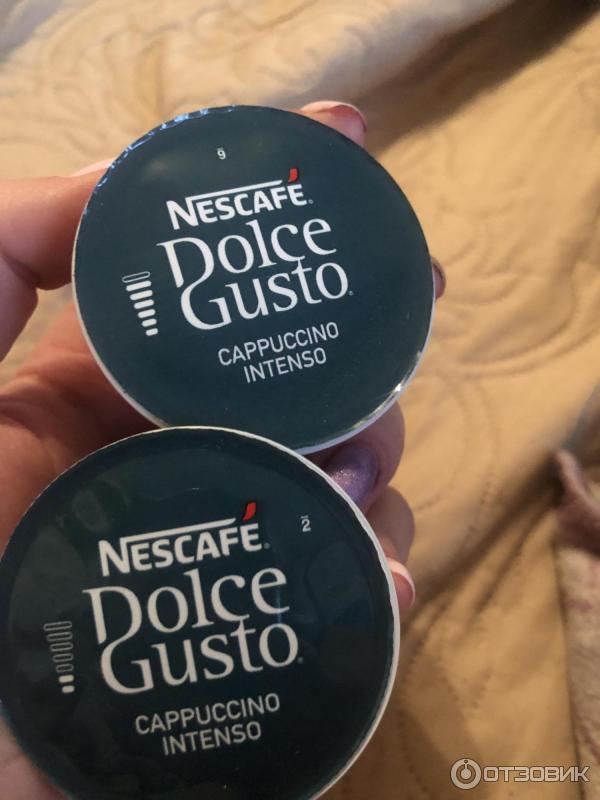 9
NESCAFÉ®
Dolce
Gusto®
CAPPUCCINO
INTENSO
2
NESCAFÉ®
Dolce
Gusto®
CAPPUCCINO
INTENSO
ОТЗОВИК